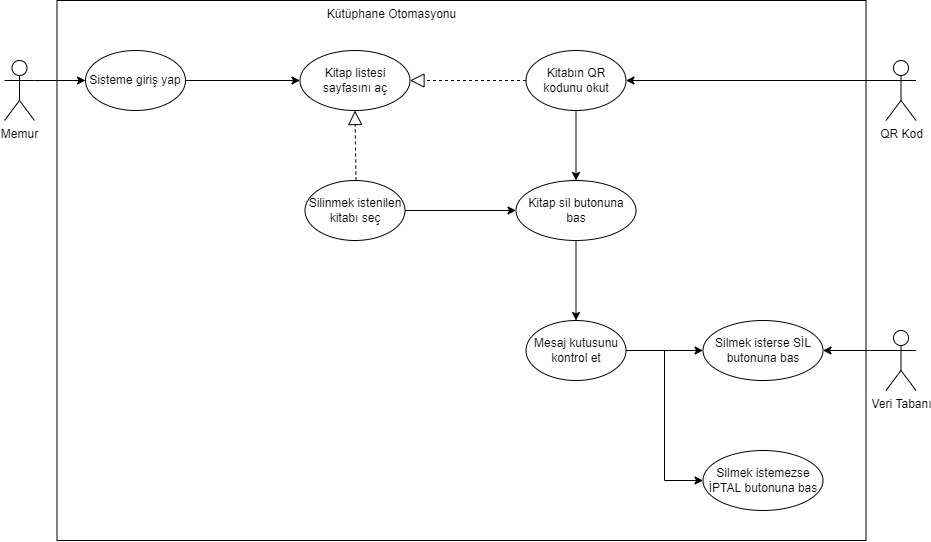 Kütüphane Otomasyonu
Sisteme giriş yap
Kitap listesi
sayfasını aç
Kitabın QR
kodunu okut
Memur
QR Kod
Silinmek istenilen
kitabı seç
Kitap sil butonuna
bas
Mesaj kutusunu
kontrol et
Silmek isterse SİL
butonuna bas
Veri Tabanı
Silmek istemezse
İPTAL butonuna bas